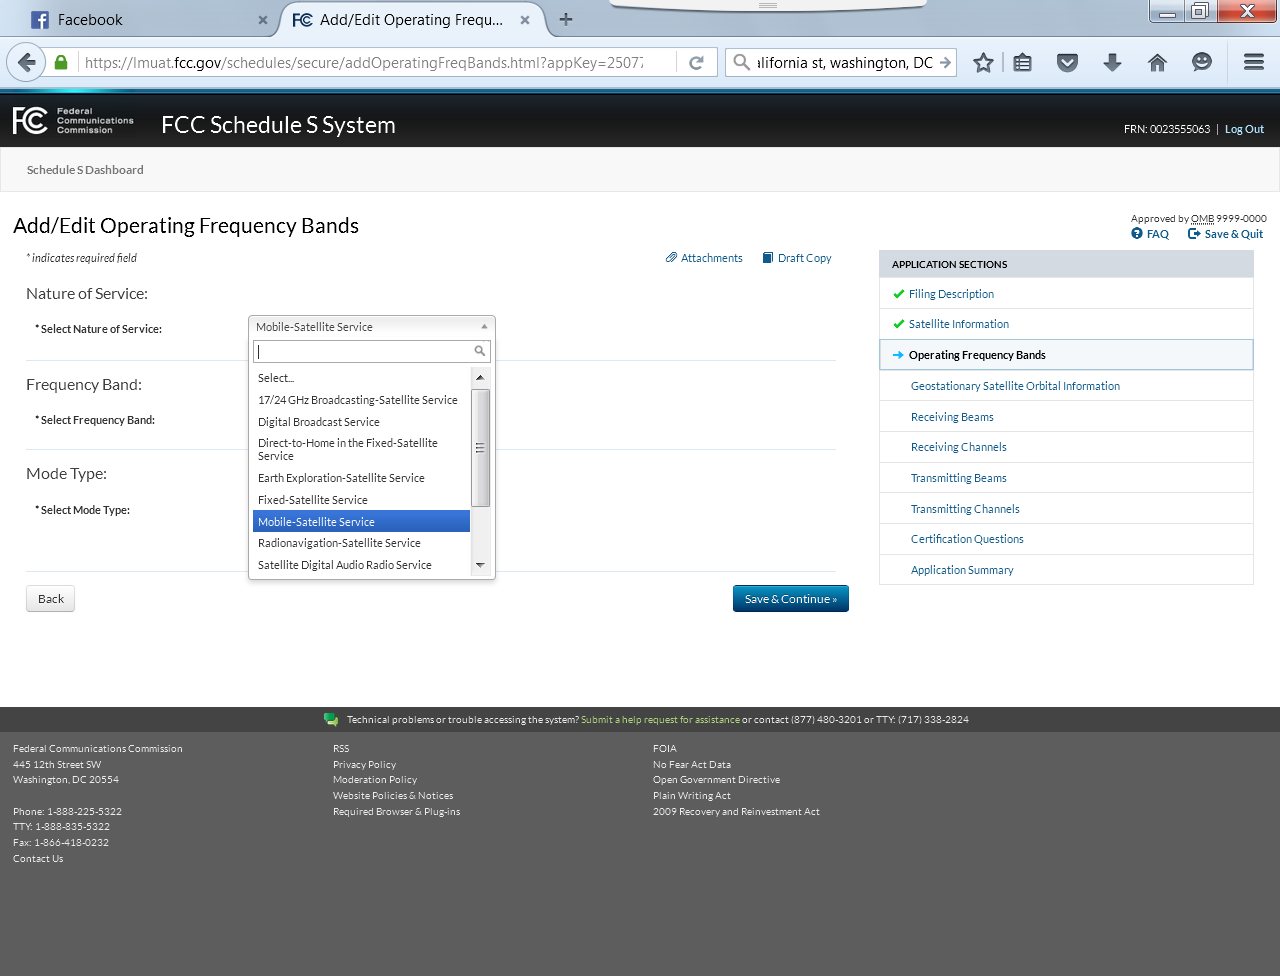 Facebook
Add/Edit Operating Frequ...
https://lmuat.fcc.gov/schedules/secure/addOperatingFreqBands.html?appKey=2507
alifornia st, washington, DC
FCC
Federal
Communications
Commission
FCC Schedule S System
FRN: 0023555063 | Log Out
Schedule S Dashboard
Add/Edit Operating Frequency Bands
Approved by OMB 9999-0000
FAQ Save & Quit
* indicates required field
Attachments Draft Copy
Nature of Service:
* Select Nature of Service:
Mobile-Satellite Service
Select...
17/24 GHz Broadcasting-Satellite Service
Digital Broadcast Service
Direct-to-Home in the Fixed-Satellite
Service
Earth Exploration-Satellite Service
Fixed-Satellite Service
Mobile-Satellite Service
Radionavigation-Satellite Service
Satellite Digital Audio Radio Service
Frequency Band:
* Select Frequency Band:
Mode Type:
* Select Mode Type:
Back
Save & Continue »
APPLICATION SECTIONS
Filing Description
Satellite Information
Operating Frequency Bands
Geostationary Satellite Orbital Information
Receiving Beams
Receiving Channels
Transmitting Beams
Transmitting Channels
Certification Questions
Application Summary
Technical problems or trouble accessing the system? Submit a help request for assistance or contact (877) 480-3201 or TTY: (717) 338-2824
Federal Communications Commission
445 12th Street SW
Washington, DC 20554
Phone: 1-888-225-5322
TTY: 1-888-835-5322
Fax: 1-866-418-0232
Contact Us
RSS
Privacy Policy
Moderation Policy
Website Policies & Notices
Required Browser & Plug-ins
FOIA
No Fear Act Data
Open Government Directive
Plain Writing Act
2009 Recovery and Reinvestment Act